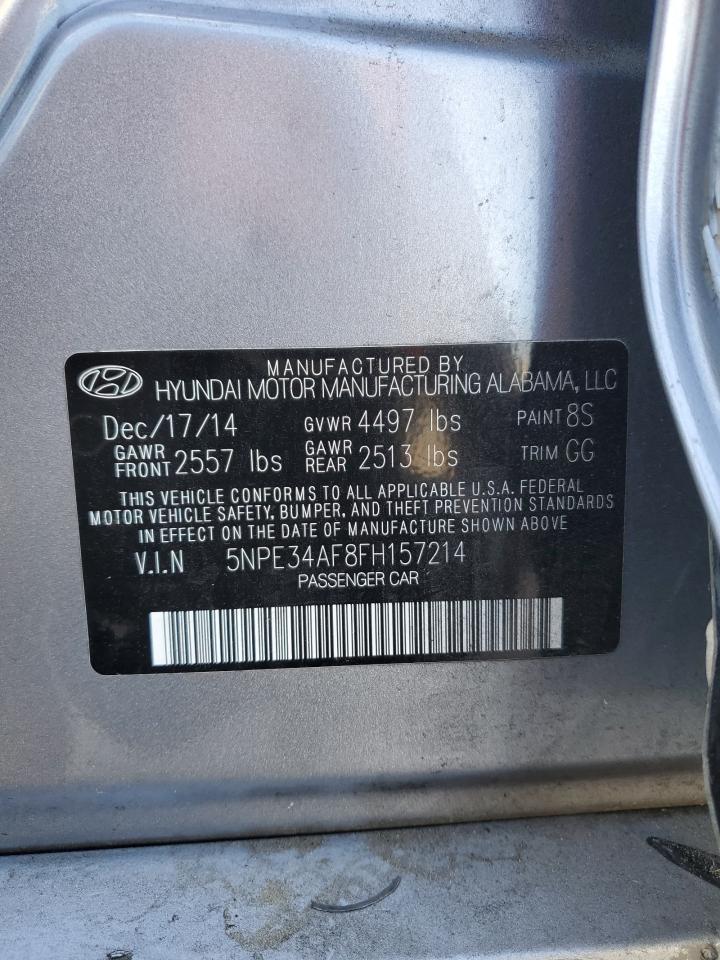 MANUFACTURED BY
HYUNDAI MOTOR MANUFACTURING ALABAMA, LLC
Dec/17/14 GVWR 4497 lbs PAINT 8S
GAWR FRONT 2557 lbs GAWR REAR 2513 lbs TRIM GG
THIS VEHICLE CONFORMS TO ALL APPLICABLE U.S.A. FEDERAL
MOTOR VEHICLE SAFETY, BUMPER, AND THEFT PREVENTION STANDARDS
IN EFFECT ON THE DATE OF MANUFACTURE SHOWN ABOVE
V.I.N 5NPE34AF8FH157214
PASSENGER CAR